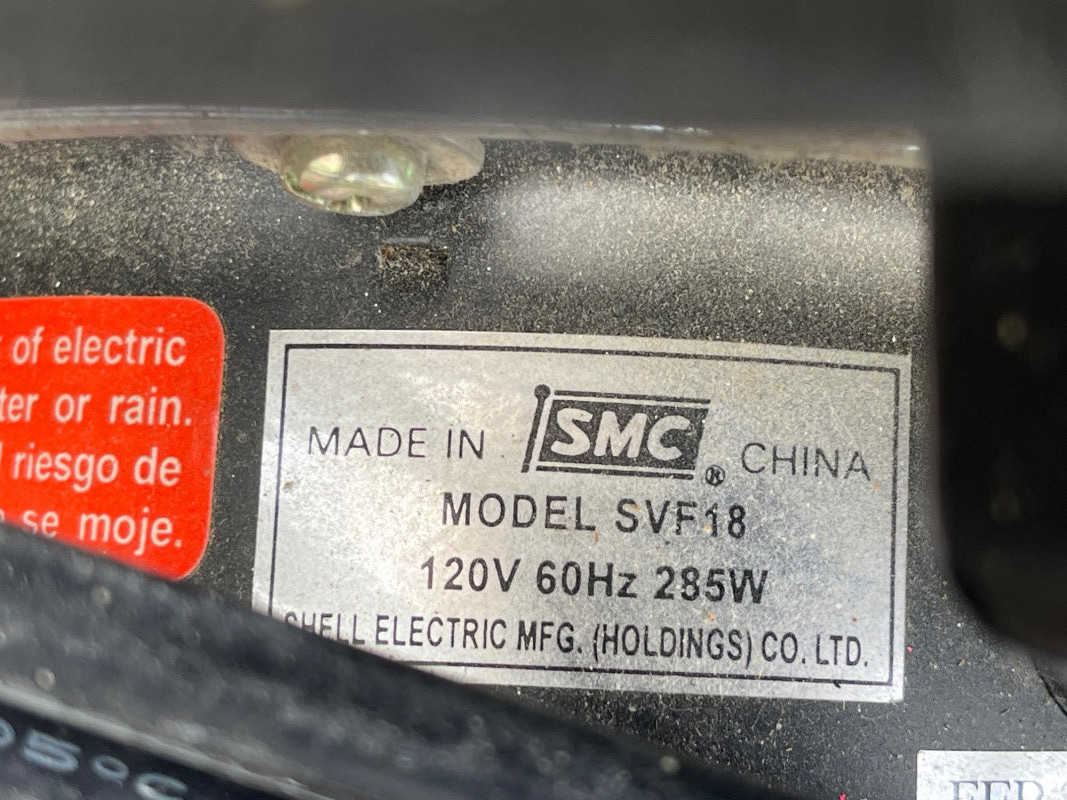 of electric
ter or rain.
riesgo de
se moje.
MADE IN SMC® CHINA
MODEL SVF18
120V 60Hz 285W
SHELL ELECTRIC MFG. (HOLDINGS) CO. LTD.
05°C